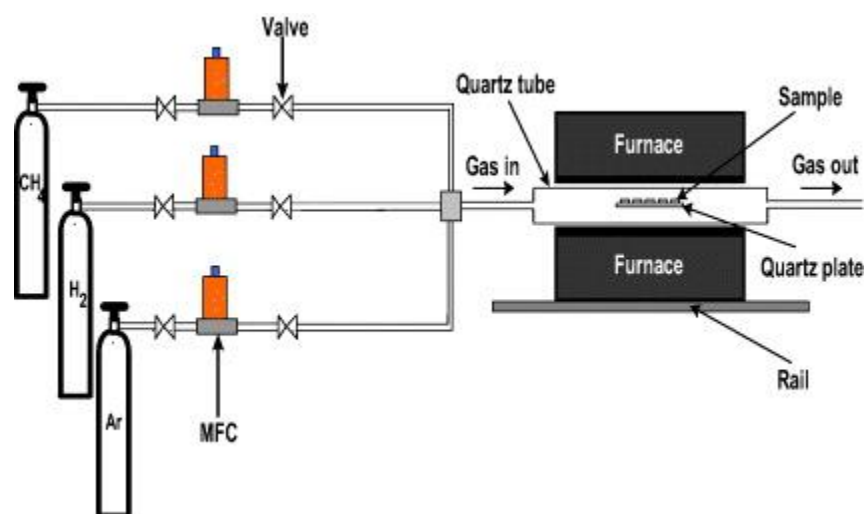 Valve
Quartz tube
Sample
Furnace
CH4
Gas in
Gas out
H2
Furnace
Quartz plate
Rail
Ar
MFC